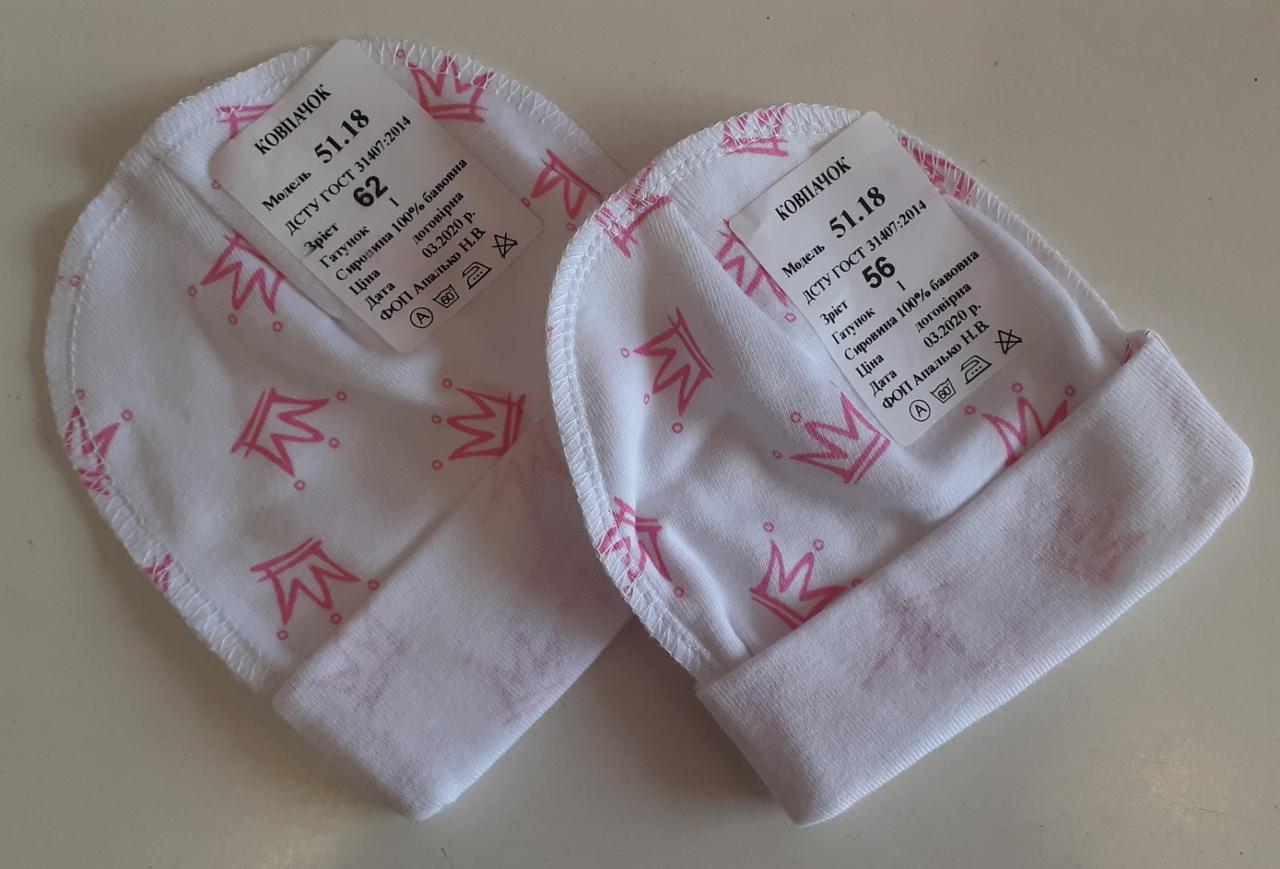 КОВПАЧОК
Модель 51.18
ДСТУ ГОСТ 31407:2014
Зріст 62
Гатунок I
Сировина 100% бавовна
Ціна договірна
Дата 03.2020 р.
ФОП Апалько Н.В.
A 60
КОВПАЧОК
Модель 51.18
ДСТУ ГОСТ 31407:2014
Зріст 56
Гатунок I
Сировина 100% бавовна
Ціна договірна
Дата 03.2020 р.
ФОП Апалько Н.В.
A 60